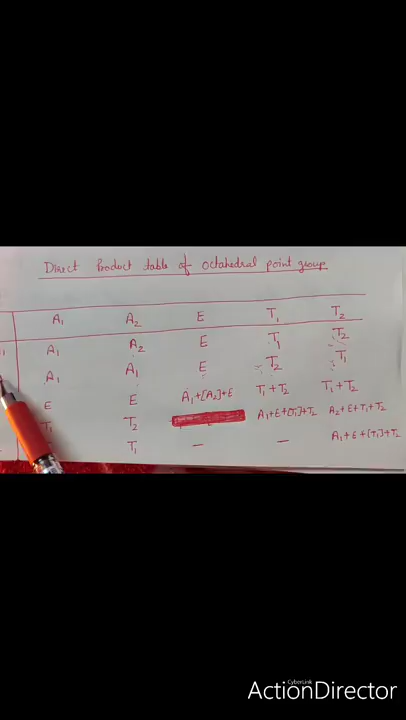 Direct Product table of octahedral point group
A₁ A₂ E T₁ T₂
A₁ A₂ E T₁ T₂
A₁ A₁ E T₂ T₁
E E A₁+[A₂]+E T₁+T₂ T₁+T₂
T₁ T₂ A₁+E+[T₁]+T₂ A₂+E+T₁+T₂
T₁ — — A₁+E+[T₁]+T₂
CyberLink
ActionDirector